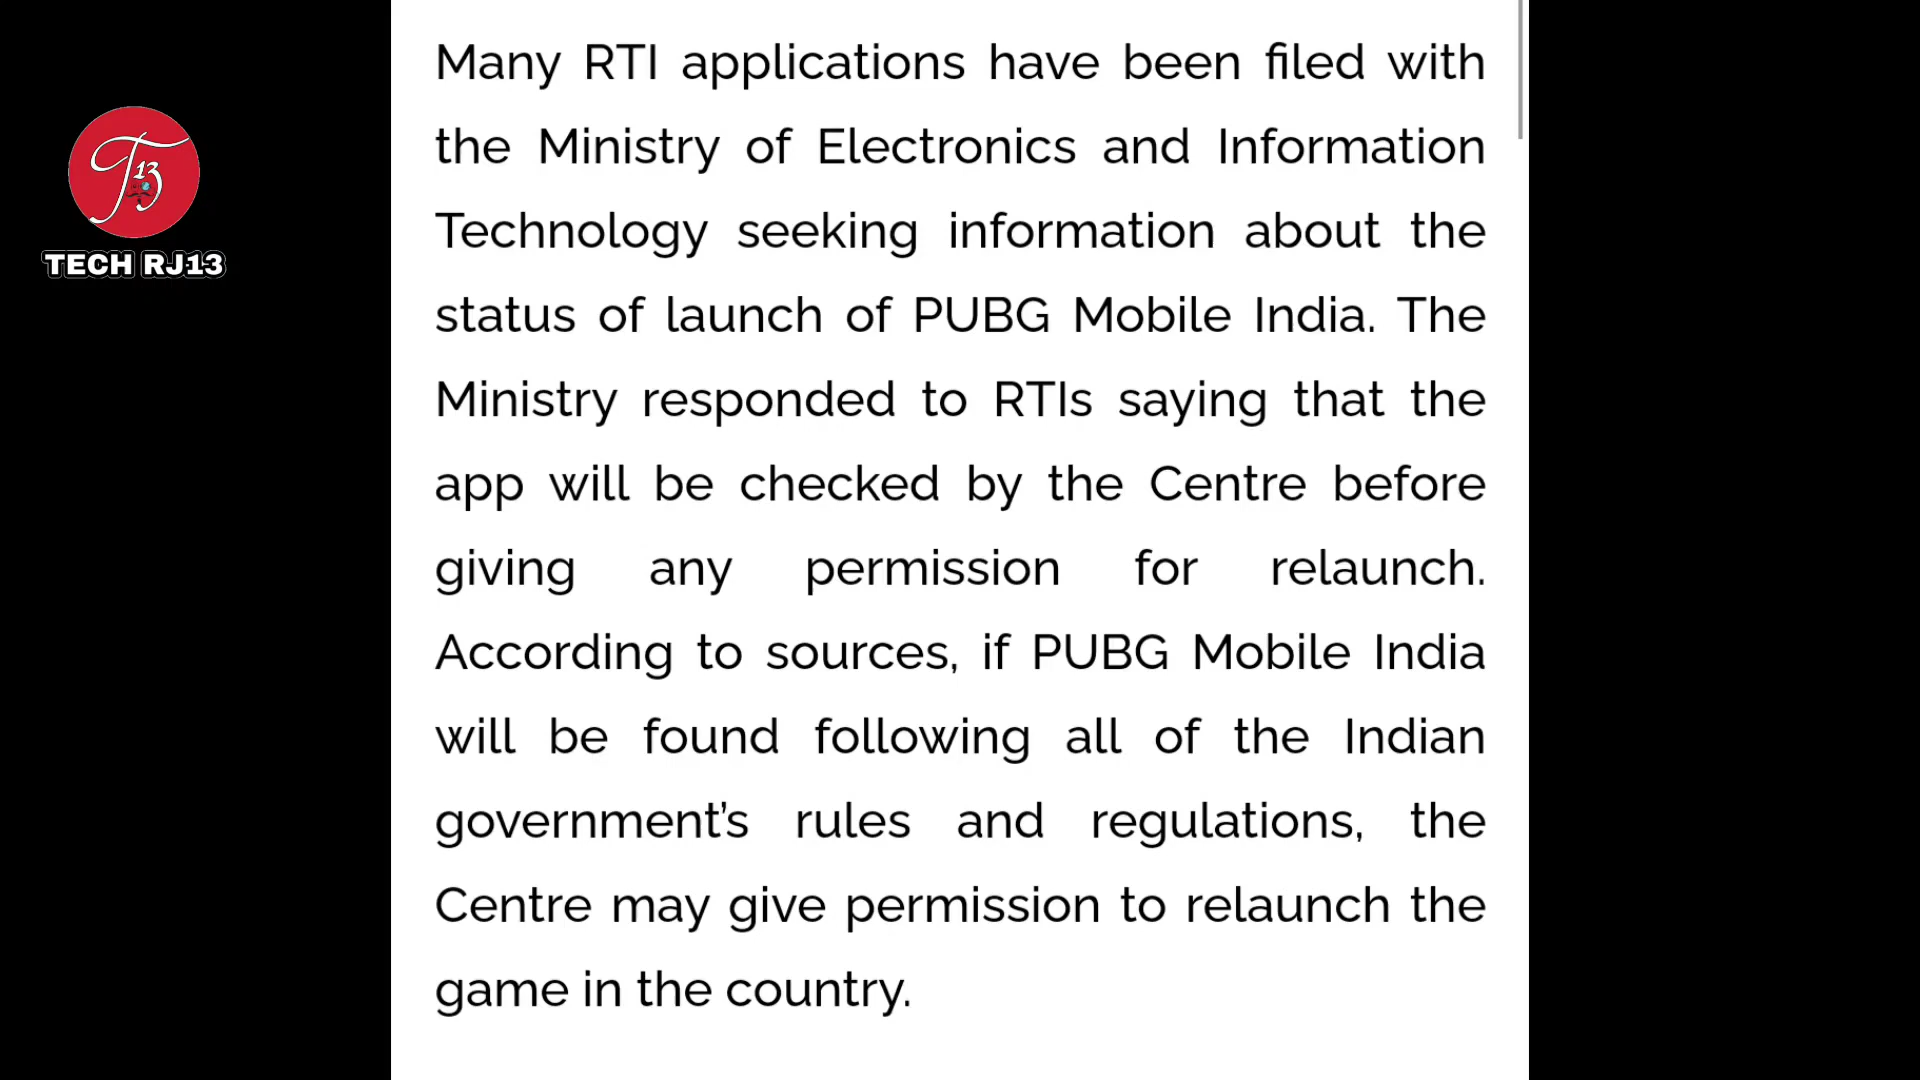 Many RTI applications have been filed with
the Ministry of Electronics and Information
Technology seeking information about the
status of launch of PUBG Mobile India. The
Ministry responded to RTIs saying that the
app will be checked by the Centre before
giving any permission for relaunch.
According to sources, if PUBG Mobile India
will be found following all of the Indian
government’s rules and regulations, the
Centre may give permission to relaunch the
game in the country.
T13
TECH RJ13